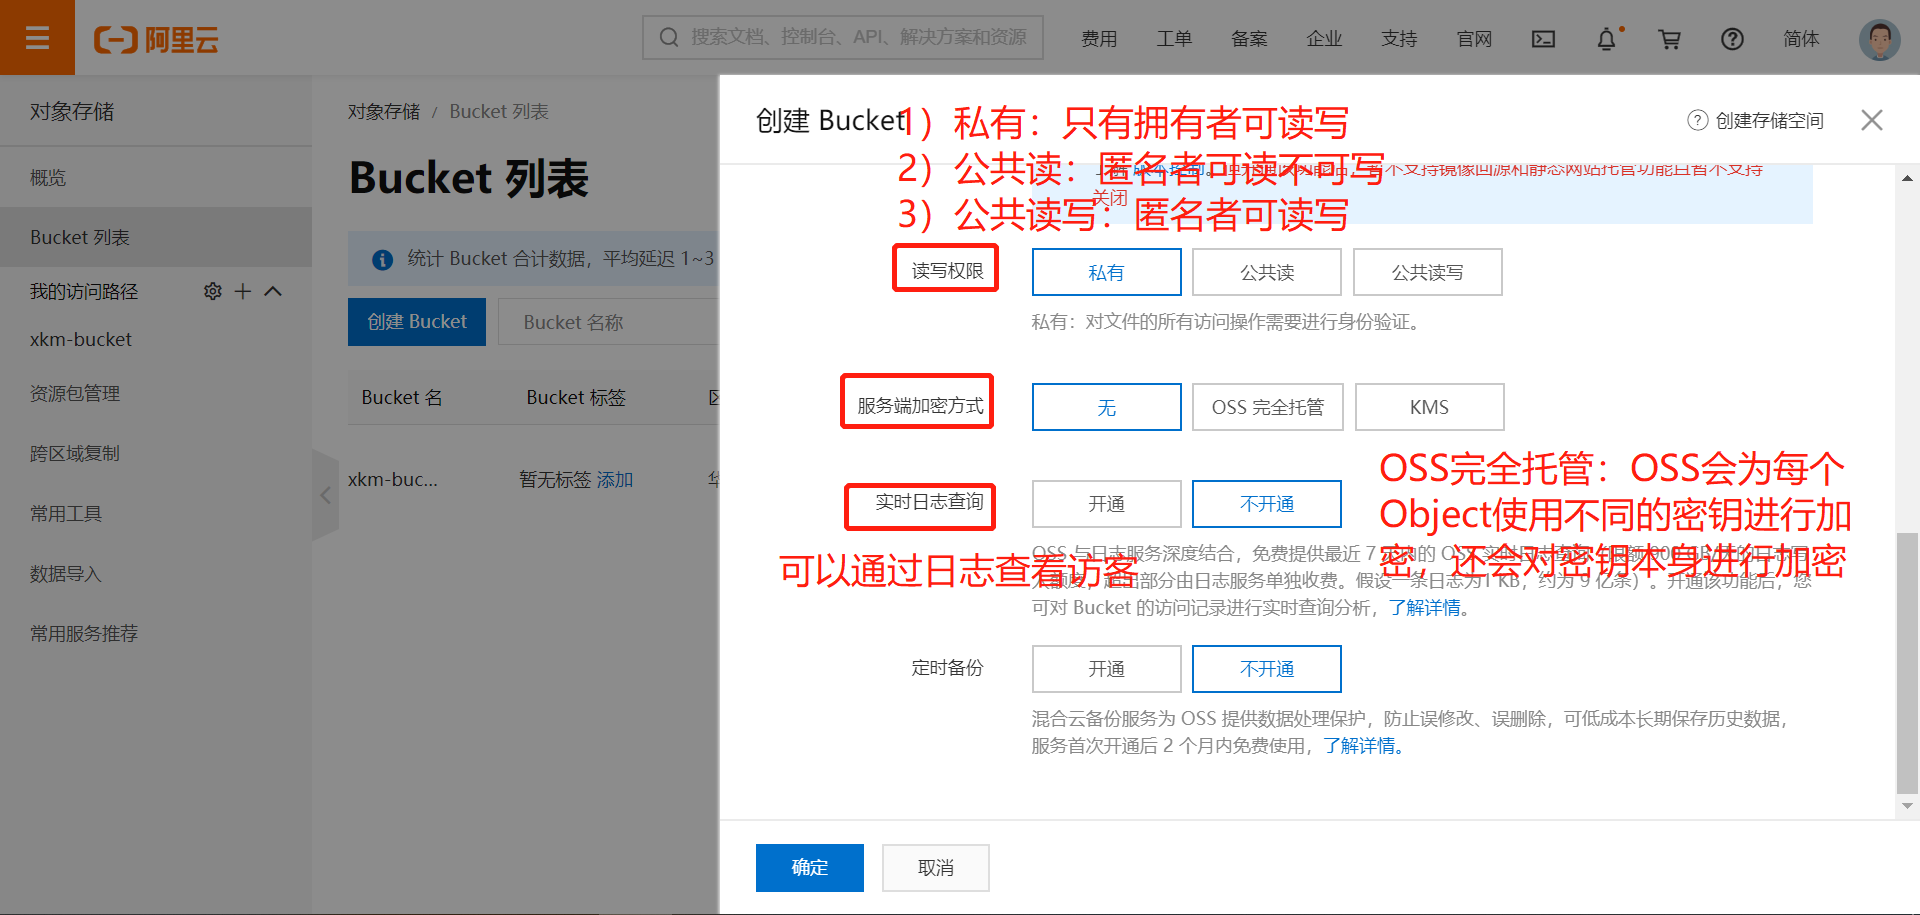 阿里云
搜索文档、控制台、API、解决方案和资源
费用
工单
备案
企业
支持
官网
简体
对象存储
概览
Bucket 列表
我的访问路径
xkm-bucket
资源包管理
跨区域复制
常用工具
数据导入
常用服务推荐
对象存储 / Bucket 列表
Bucket 列表
统计 Bucket 合计数据，平均延迟 1~3
创建 Bucket
Bucket 名称
Bucket 名
Bucket 标签
xkm-buc...
暂无标签 添加
创建 Bucket
创建存储空间
1）私有：只有拥有者可读写
2）公共读：匿名者可读不可写
3）公共读写：匿名者可读写
暂不支持镜像回源和静态网站托管功能且暂不支持
关闭
读写权限
私有
公共读
公共读写
私有：对文件的所有访问操作需要进行身份验证。
服务端加密方式
无
OSS 完全托管
KMS
OSS完全托管：OSS会为每个
Object使用不同的密钥进行加
密，还会对密钥本身进行加密
实时日志查询
开通
不开通
可以通过日志查看访客
OSS 与日志服务深度结合，免费提供最近 7 天内的 OSS 实时日志查询
额度，超出部分由日志服务单独收费。假设一条日志为1 KB，约为 9 亿条）。开通该功能后，您
可对 Bucket 的访问记录进行实时查询分析，了解详情。
定时备份
开通
不开通
混合云备份服务为 OSS 提供数据处理保护，防止误修改、误删除，可低成本长期保存历史数据，
服务首次开通后 2 个月内免费使用，了解详情。
确定
取消